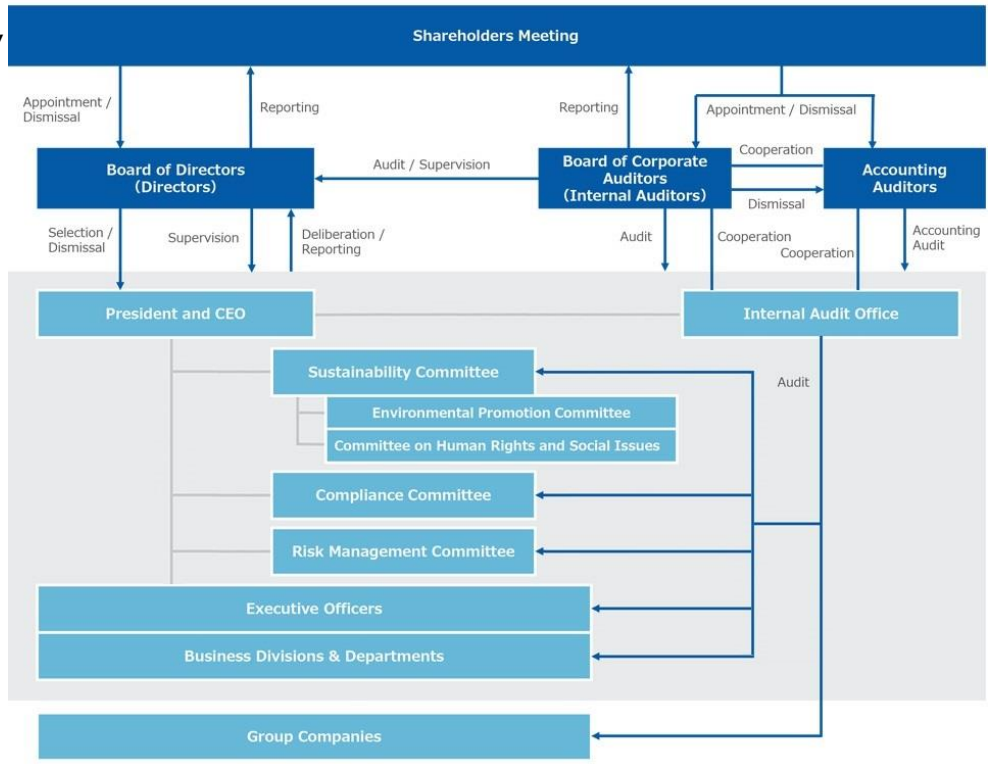 Shareholders Meeting
Appointment /
Dismissal
Reporting
Reporting
Appointment / Dismissal
Board of Directors
(Directors)
Audit / Supervision
Board of Corporate
Auditors
(Internal Auditors)
Cooperation
Dismissal
Accounting
Auditors
Selection /
Dismissal
Supervision
Deliberation /
Reporting
Audit
Cooperation
Cooperation
Accounting
Audit
President and CEO
Internal Audit Office
Sustainability Committee
Audit
Environmental Promotion Committee
Committee on Human Rights and Social Issues
Compliance Committee
Risk Management Committee
Executive Officers
Business Divisions & Departments
Group Companies